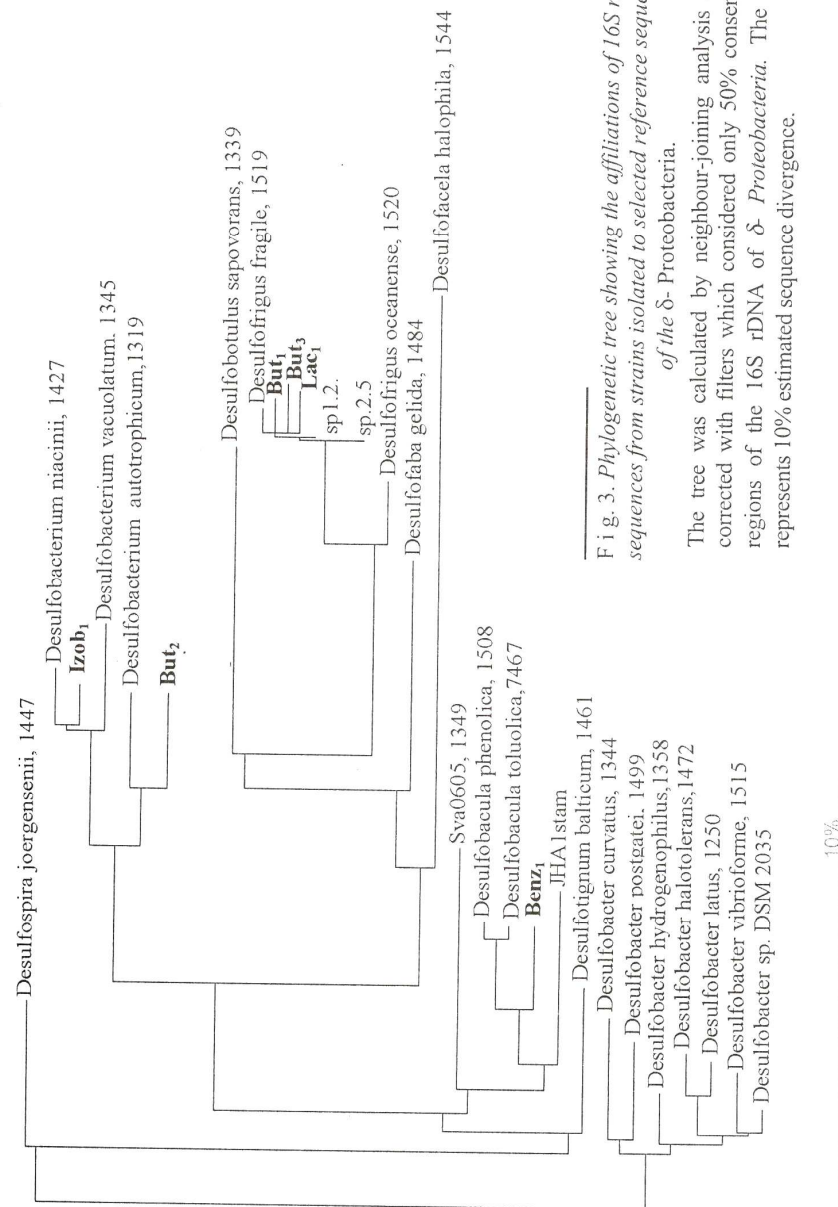 Desulfospira joergensenii, 1447
Desulfobacterium niacinii, 1427
Izob₁
Desulfobacterium vacuolatum. 1345
Desulfobacterium autotrophicum,1319
But₂
Desulfobotulus sapovorans, 1339
Desulfofrigus fragile, 1519
But₁
But₃
Lac₁
sp1.2.
sp.2.5
Desulfofrigus oceanense, 1520
Desulfofaba gelida, 1484
Desulfofacela halophila, 1544
Sva0605, 1349
Desulfobacula phenolica, 1508
Desulfobacula toluolica,7467
Benz₁
JHA1stam
Desulfotignum balticum, 1461
Desulfobacter curvatus, 1344
Desulfobacter postgatei. 1499
Desulfobacter hydrogenophilus,1358
Desulfobacter halotolerans,1472
Desulfobacter latus, 1250
Desulfobacter vibrioforme, 1515
Desulfobacter sp. DSM 2035
10%
Fig. 3. Phylogenetic tree showing the affiliations of 16S
sequences from strains isolated to selected reference
of the δ- Proteobacteria.
The tree was calculated by neighbour-joining analysis
corrected with filters which considered only 50%
regions of the 16S rDNA of δ- Proteobacteria. The
represents 10% estimated sequence divergence.